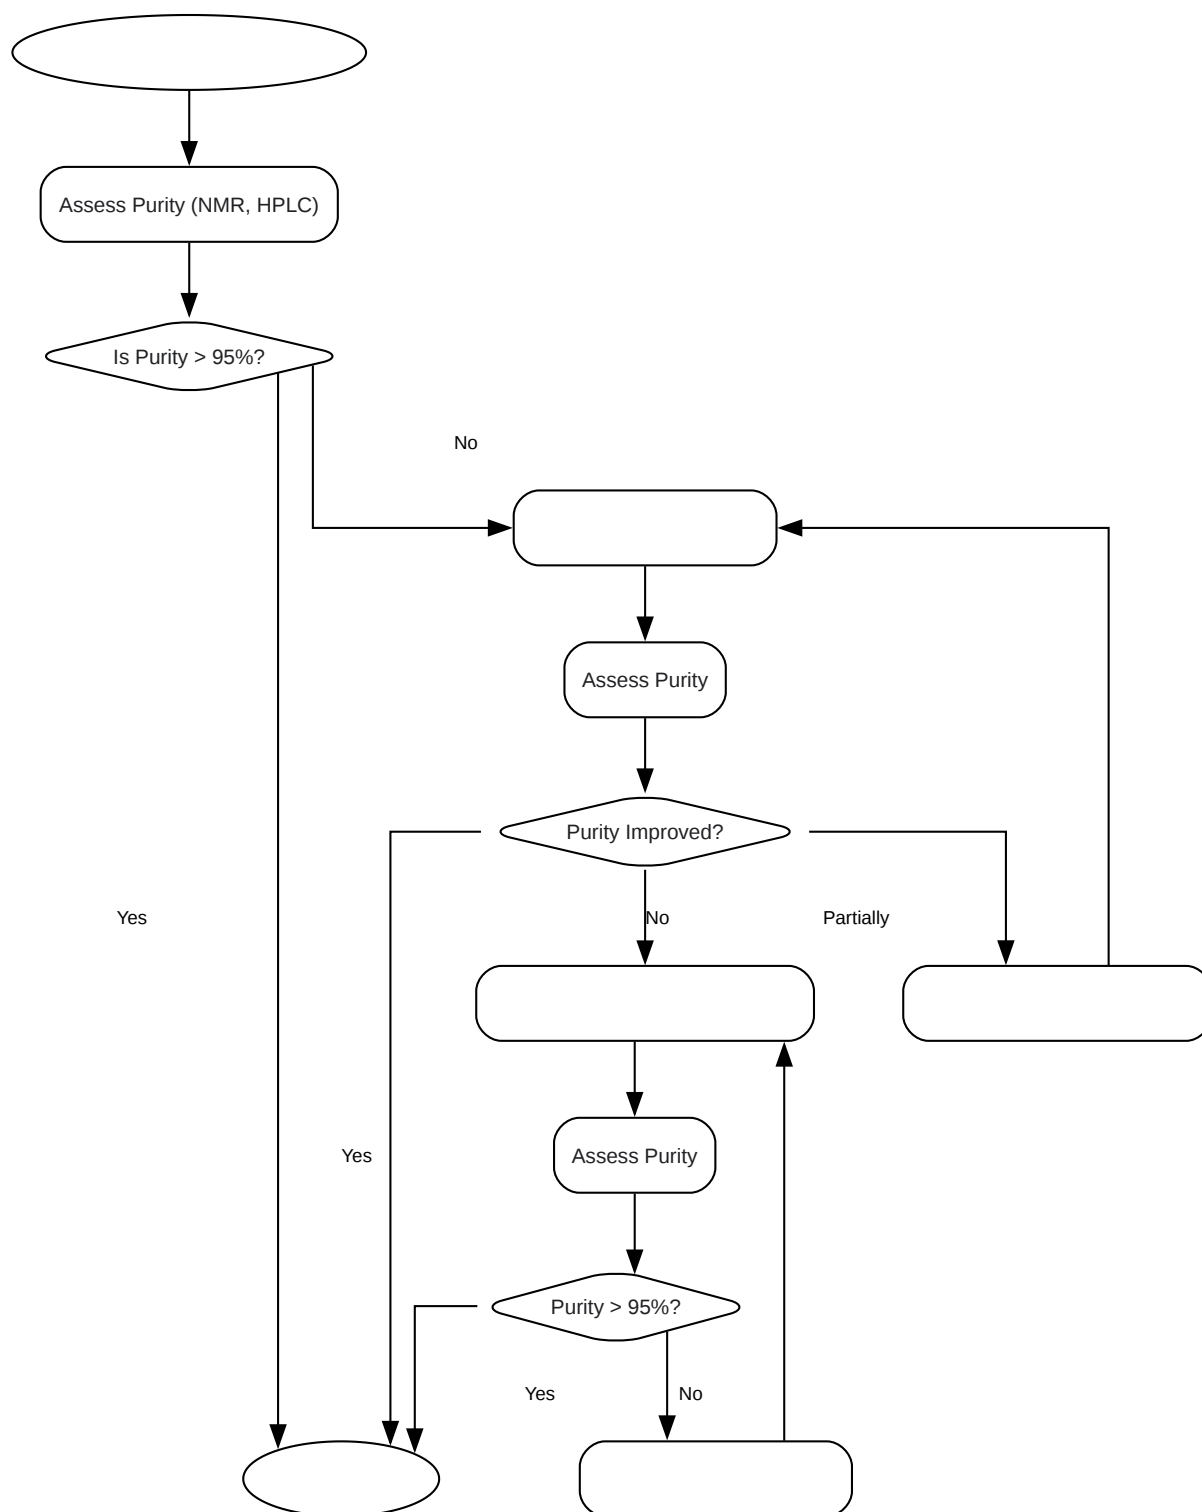 Assess Purity (NMR, HPLC)
Is Purity > 95%?
No
Assess Purity
Purity Improved?
Yes
No
Partially
Yes
Assess Purity
Purity > 95%?
Yes
No